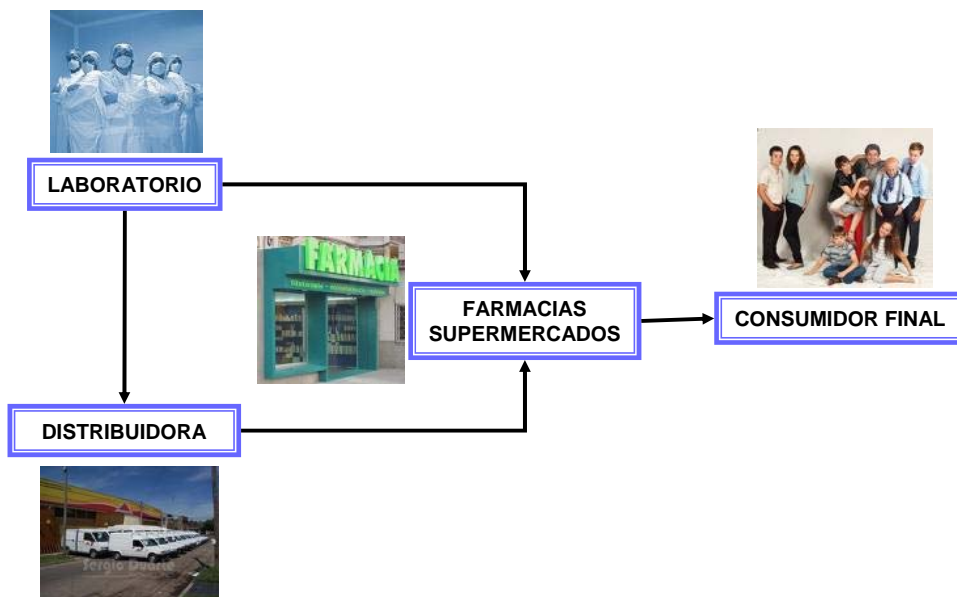 LABORATORIO
FARMACIA
FARMACIAS
SUPERMERCADOS
CONSUMIDOR FINAL
DISTRIBUIDORA
Sergio Duarte